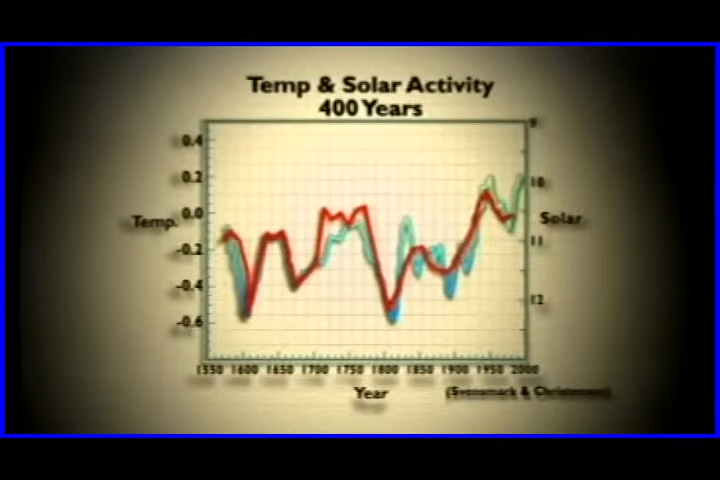 Temp & Solar Activity
400 Years
0.4
0.2
0.0
-0.2
-0.4
-0.6
Temp.
9
10
11
12
Solar
1550 1600 1650 1700 1750 1800 1850 1900 1950 2000
Year
(Svensmark & Christensen)